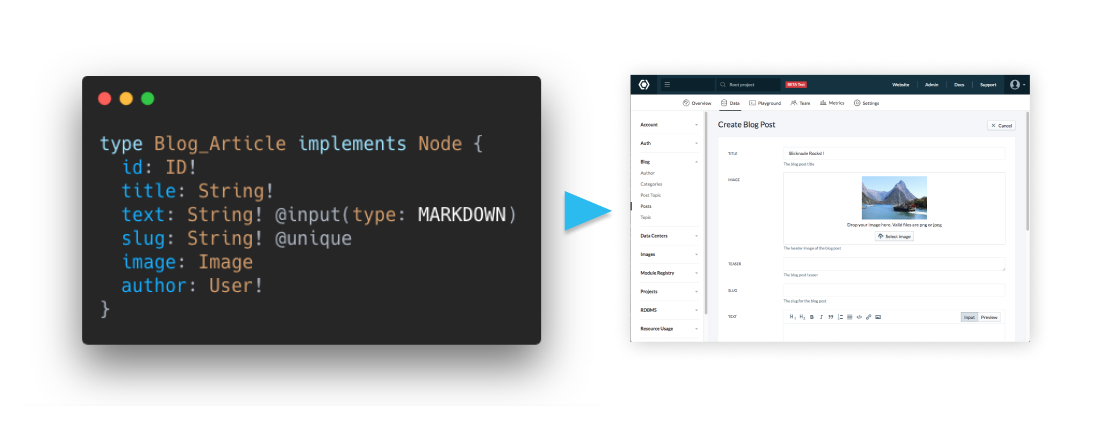 type Blog_Article implements Node {
id: ID!
title: String!
text: String! @input(type: MARKDOWN)
slug: String! @unique
image: Image
author: User!
}
React project
BETA Test
Website
Admin
Docs
Support
Overview
Data
Playground
Team
Metrics
Settings
Account
Auth
Blog
Author
Categories
Post Topic
Posts
Topic
Data Centers
Images
Module Registry
Projects
RDBMS
Resource Usage
Create Blog Post
× Cancel
TITLE
The blog post title
IMAGE
Drop your image here. Valid files are png or jpeg.
Select Image
The header image of the blog post
TEASER
The blog post teaser
SLUG
The slug for the blog post
TEXT
H1 H2 B I
Input
Preview